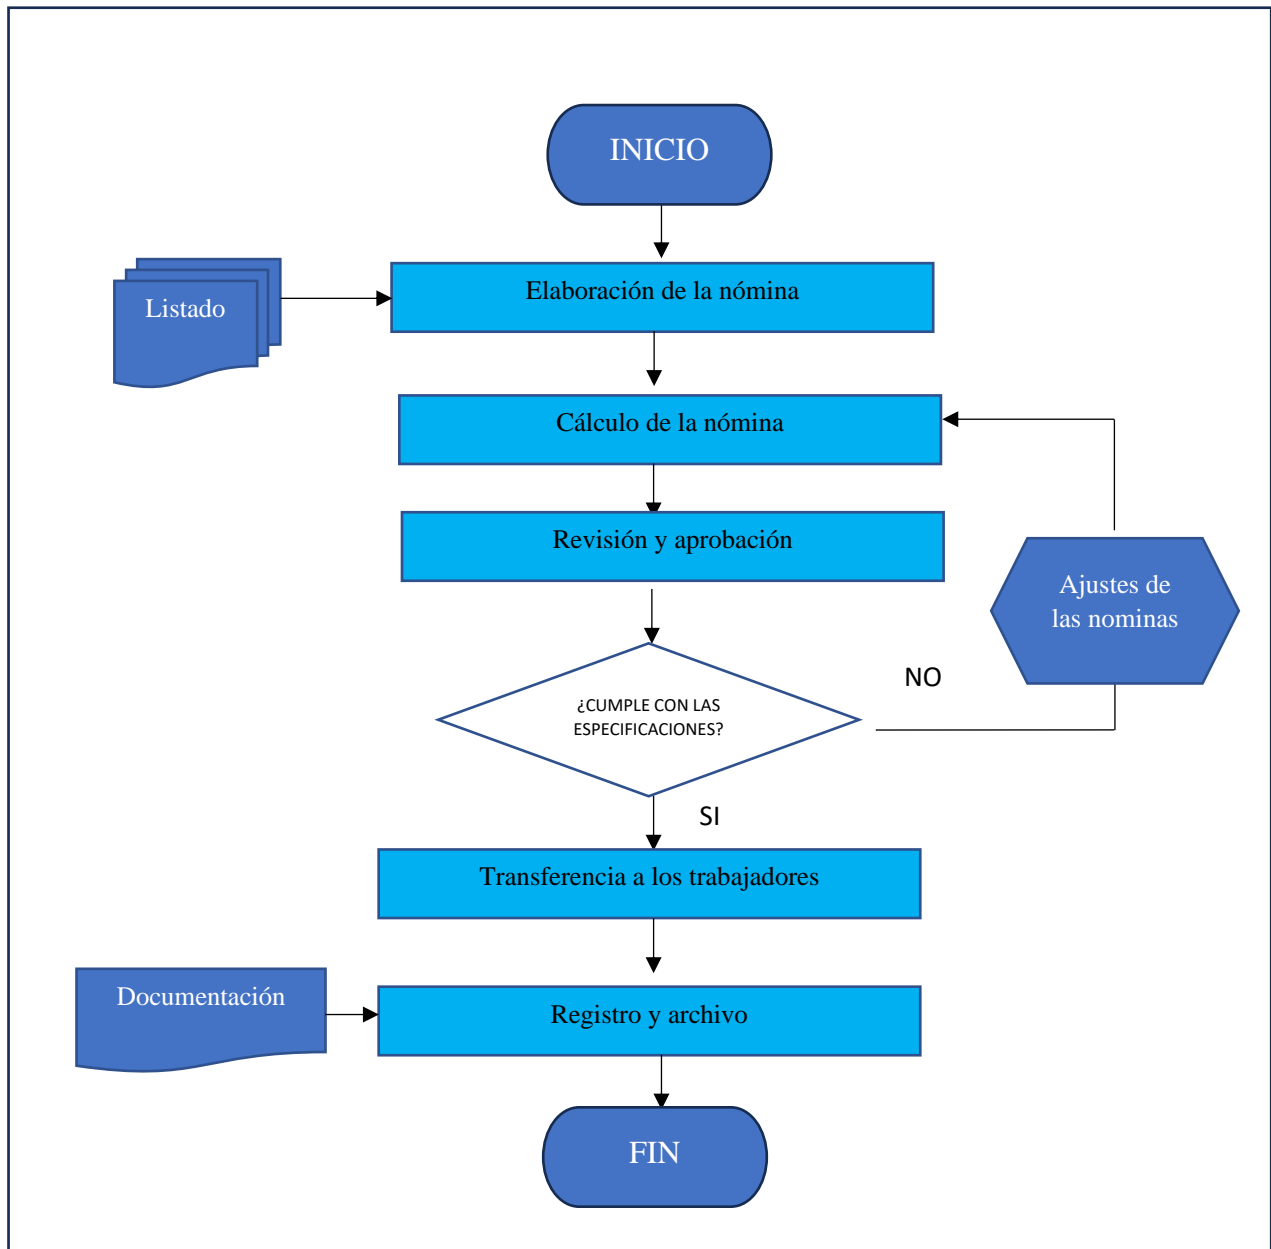 INICIO
Listado
Elaboración de la nómina
Cálculo de la nómina
Revisión y aprobación
Ajustes de
las nominas
NO
¿CUMPLE CON LAS
ESPECIFICACIONES?
SI
Transferencia a los trabajadores
Documentación
Registro y archivo
FIN